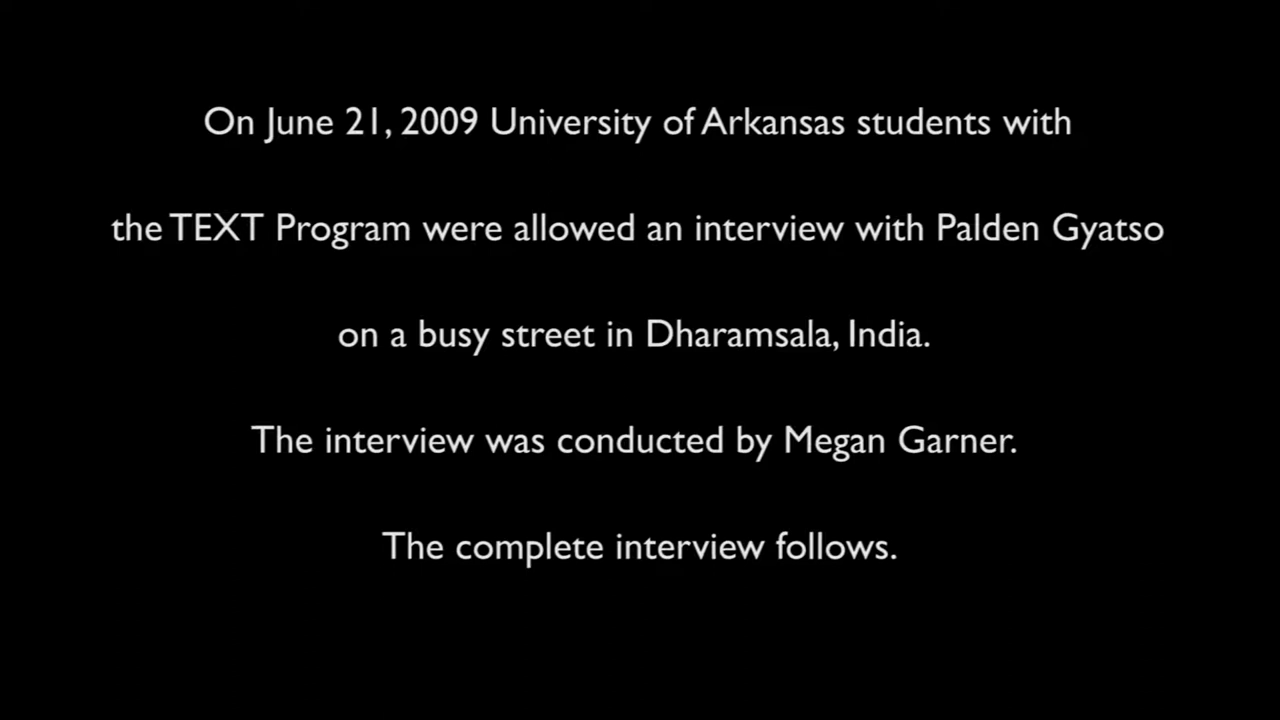 On June 21, 2009 University of Arkansas students with
the TEXT Program were allowed an interview with Palden Gyatso
on a busy street in Dharamsala, India.
The interview was conducted by Megan Garner.
The complete interview follows.